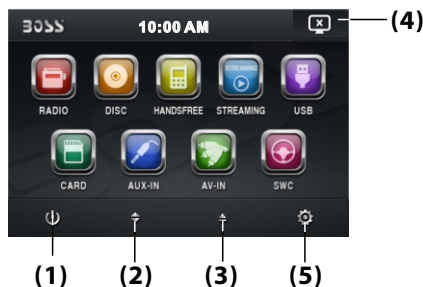 BOSS 10:00 AM (4)
STREAMING
RADIO DISC HANDSFREE STREAMING USB
CARD AUX-IN AV-IN SWC
(1) (2) (3) (5)